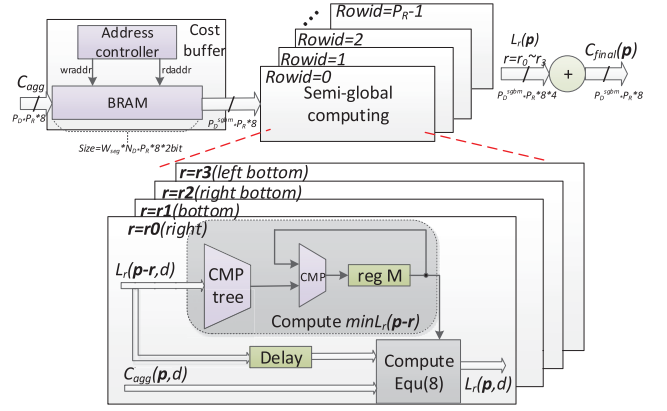 Address
controller
Cost
buffer
wraddr
rdaddr
BRAM
C_agg
P_D*P_R*8
P_D^sgbm*P_R*8
Size=W_seg*N_D*P_R*8*2bit
Rowid=P_R-1
Rowid=2
Rowid=1
Rowid=0
Semi-global
computing
L_r(p)
r=r_0~r_3
P_D^sgbm*P_R*8*4
+
C_final(p)
P_D^sgbm*P_R*8
r=r3(left bottom)
r=r2(right bottom)
r=r1(bottom)
r=r0(right)
L_r(p-r,d)
CMP
tree
CMP
reg M
Compute minL_r(p-r)
Delay
C_agg(p,d)
Compute
Equ(8)
L_r(p,d)